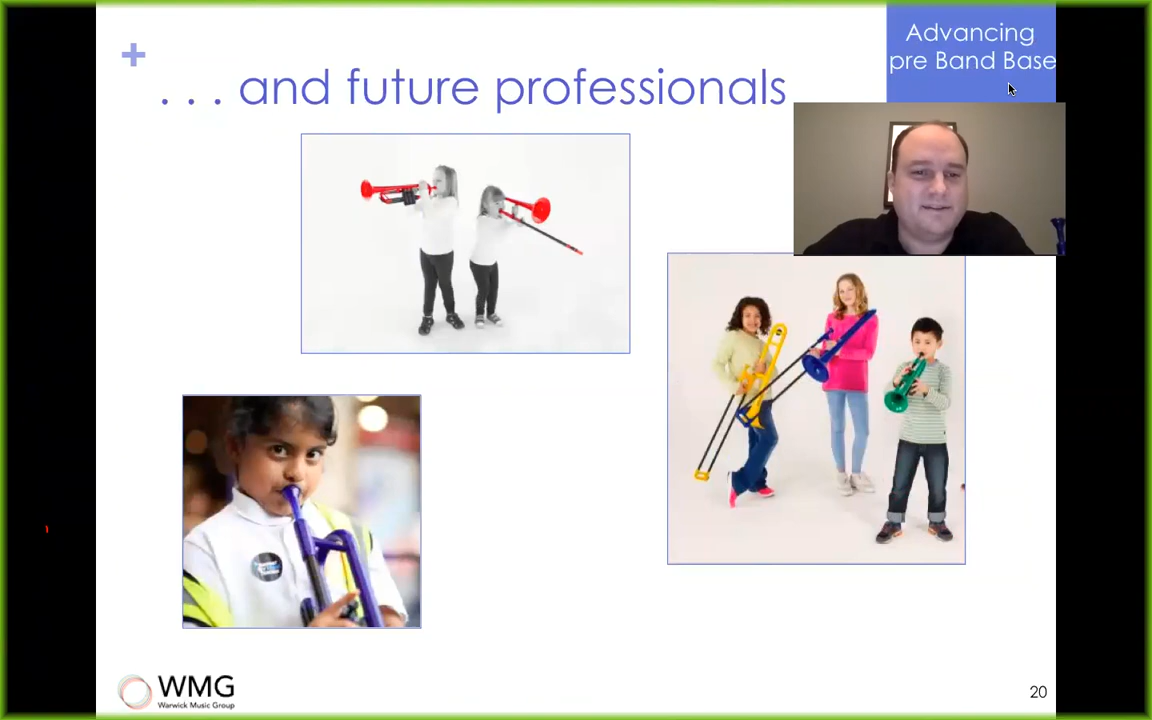 Advancing
pre Band Base
+
. . . and future professionals
WMG
Warwick Music Group
20